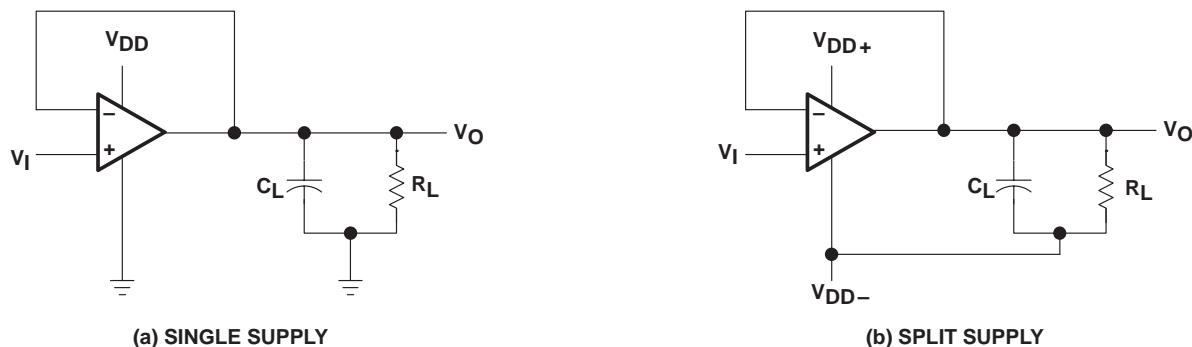 VDD
−
+
VI
VO
CL
RL
(a) SINGLE SUPPLY
VDD+
−
+
VI
VO
CL
RL
VDD−
(b) SPLIT SUPPLY